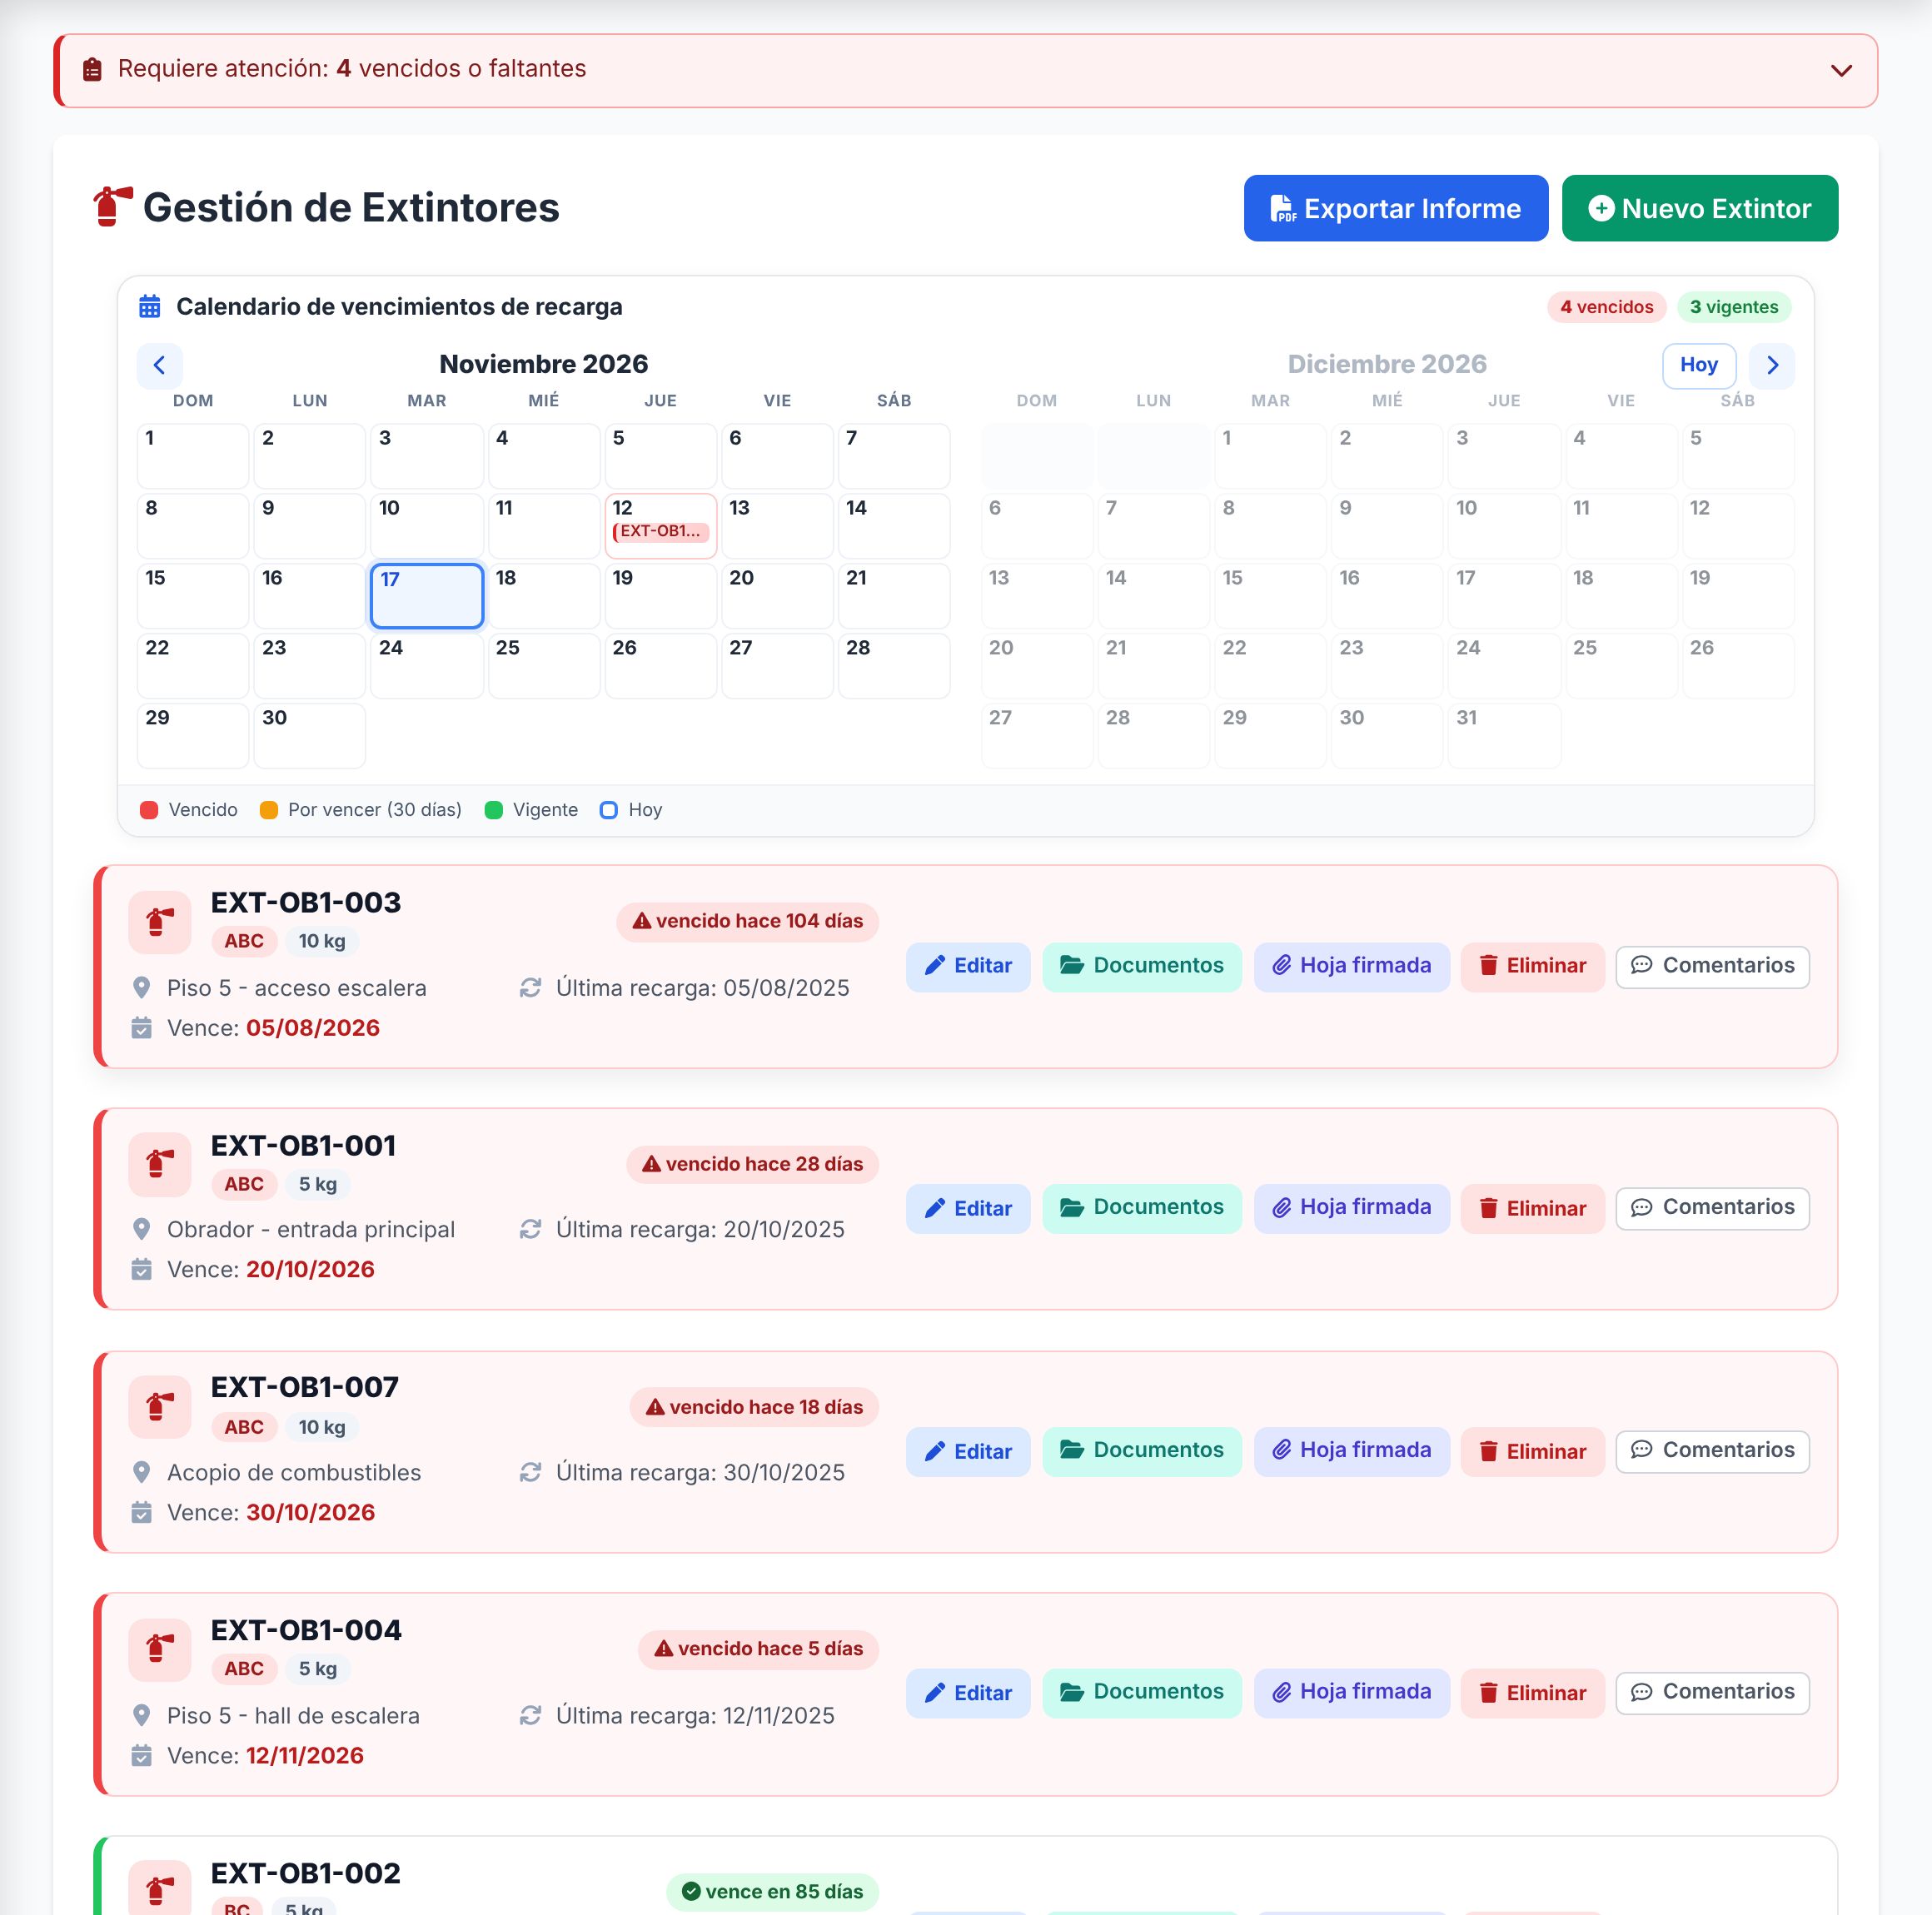 Requiere atención: 4 vencidos o faltantes
Gestión de Extintores
PDF Exportar Informe
Nuevo Extintor
Calendario de vencimientos de recarga
4 vencidos 3 vigentes
Noviembre 2026
DOM LUN MAR MIÉ JUE VIE SÁB
1 2 3 4 5 6 7
8 9 10 11 12 13 14
EXT-OB1...
15 16 17 18 19 20 21
22 23 24 25 26 27 28
29 30
Diciembre 2026
Hoy
DOM LUN MAR MIÉ JUE VIE SÁB
1 2 3 4 5
6 7 8 9 10 11 12
13 14 15 16 17 18 19
20 21 22 23 24 25 26
27 28 29 30 31
Vencido Por vencer (30 días) Vigente Hoy
EXT-OB1-003
ABC 10 kg
vencido hace 104 días
Piso 5 - acceso escalera
Última recarga: 05/08/2025
Vence: 05/08/2026
Editar Documentos Hoja firmada Eliminar Comentarios
EXT-OB1-001
ABC 5 kg
vencido hace 28 días
Obrador - entrada principal
Última recarga: 20/10/2025
Vence: 20/10/2026
Editar Documentos Hoja firmada Eliminar Comentarios
EXT-OB1-007
ABC 10 kg
vencido hace 18 días
Acopio de combustibles
Última recarga: 30/10/2025
Vence: 30/10/2026
Editar Documentos Hoja firmada Eliminar Comentarios
EXT-OB1-004
ABC 5 kg
vencido hace 5 días
Piso 5 - hall de escalera
Última recarga: 12/11/2025
Vence: 12/11/2026
Editar Documentos Hoja firmada Eliminar Comentarios
EXT-OB1-002
BC 5 kg
vence en 85 días